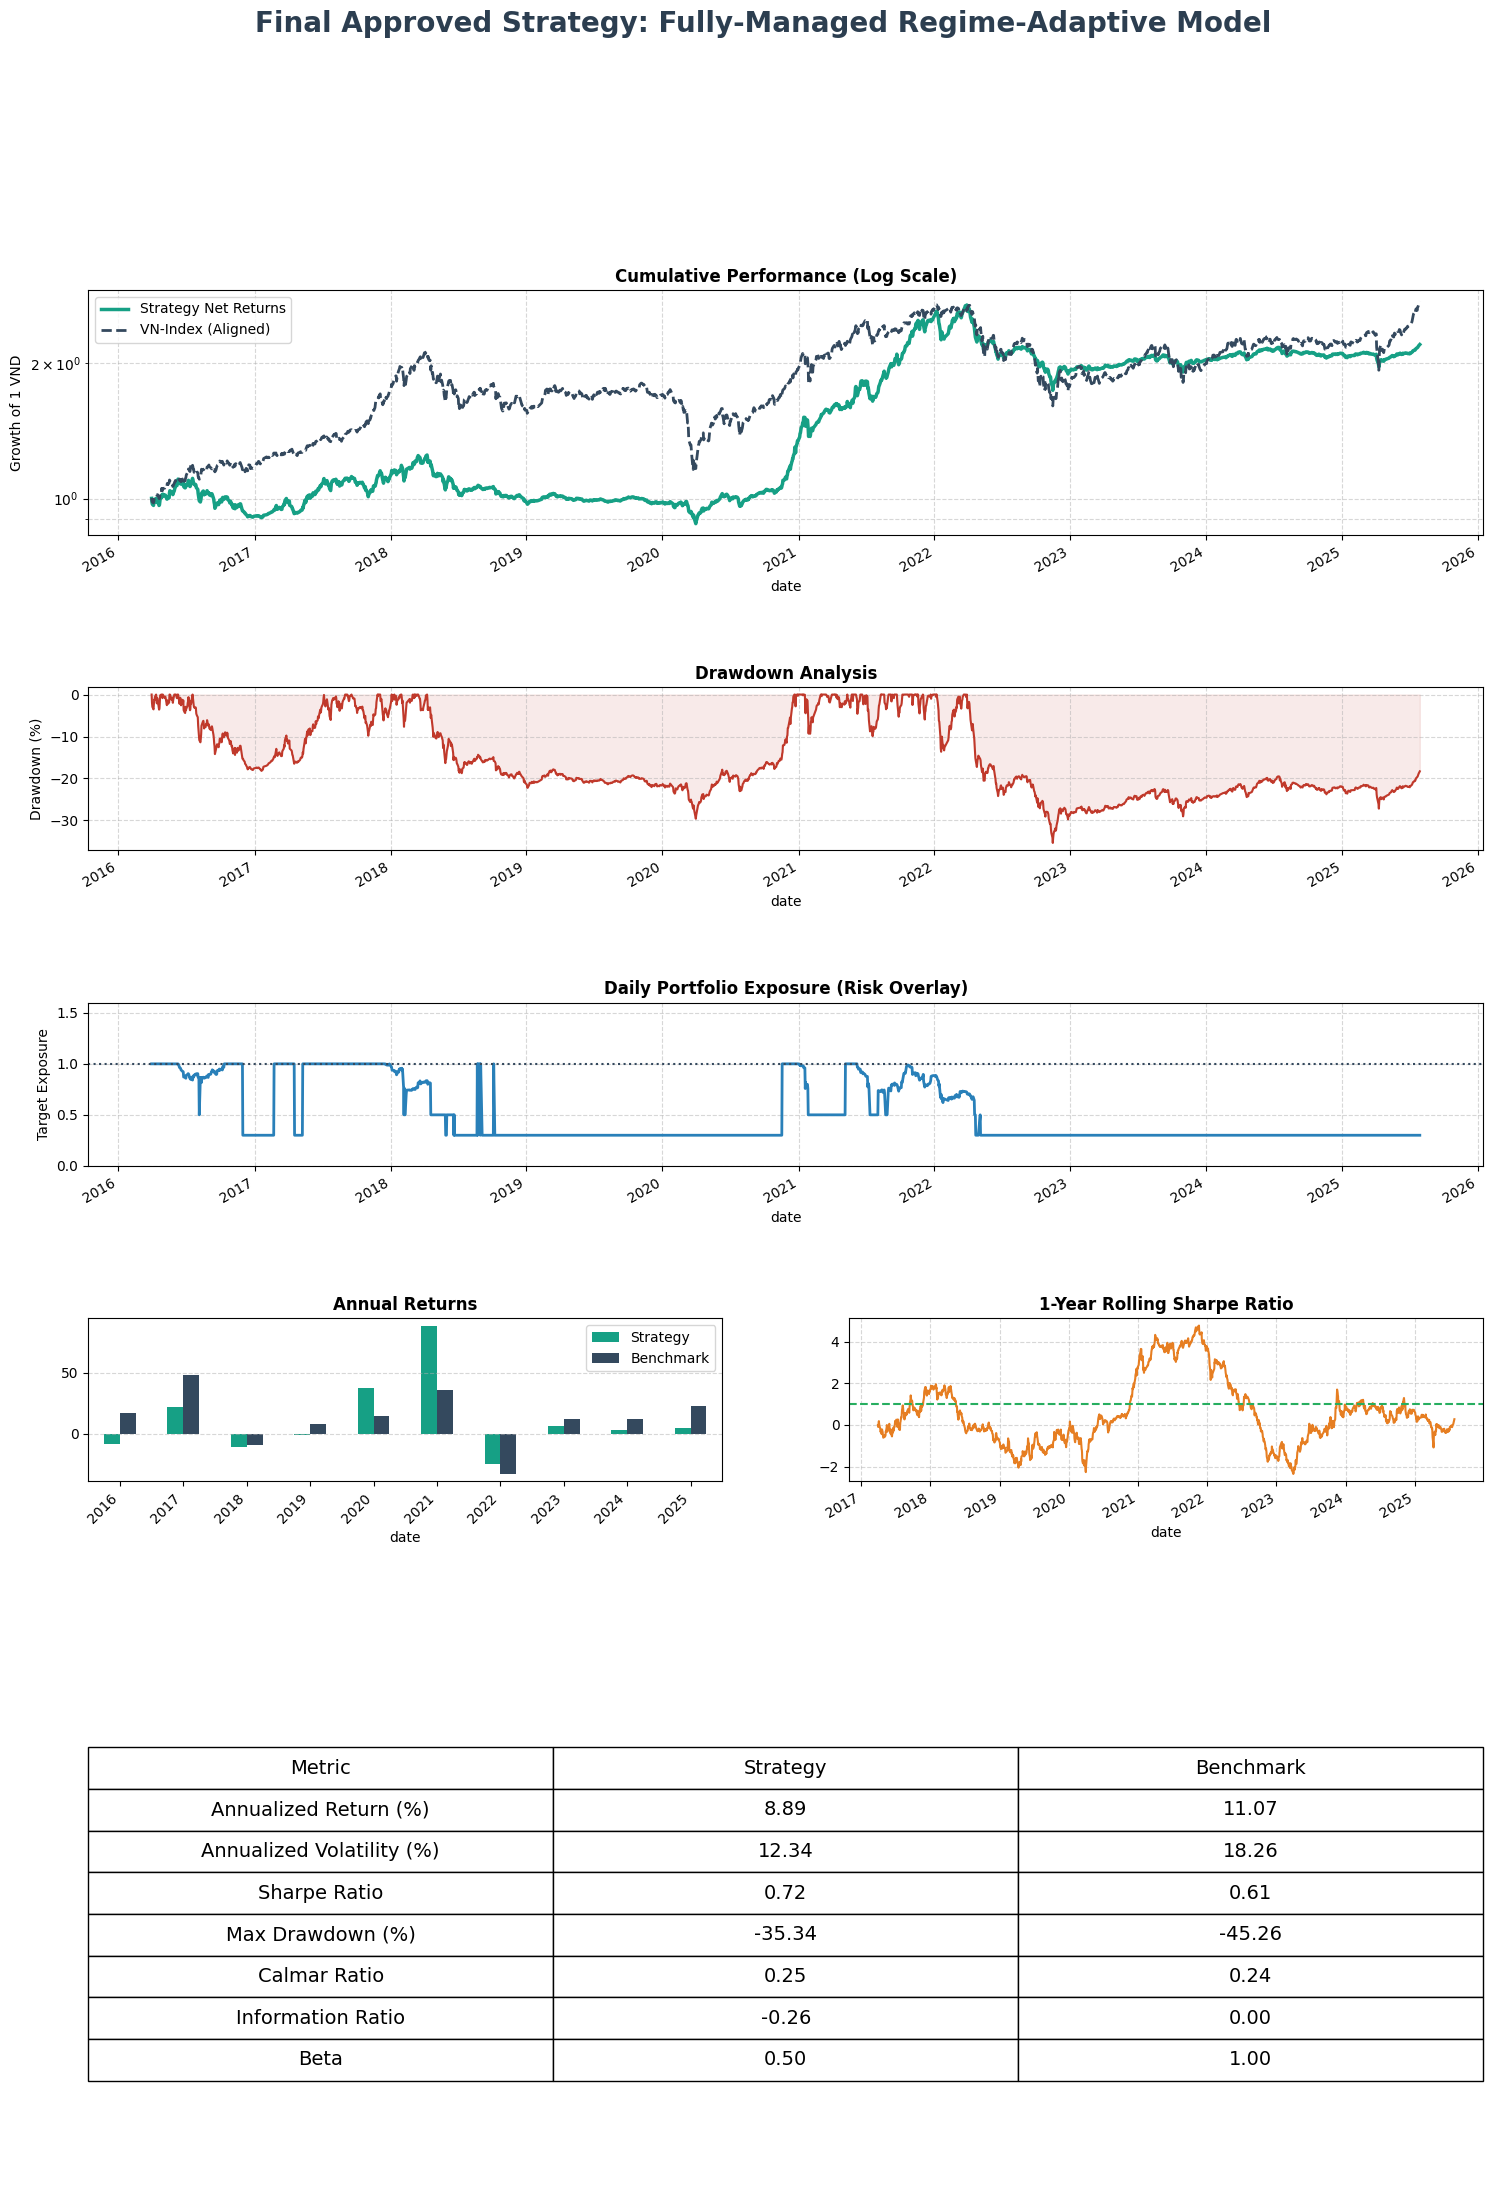 Final Approved Strategy: Fully-Managed Regime-Adaptive Model
Cumulative Performance (Log Scale)
Strategy Net Returns
VN-Index (Aligned)
Growth of 1 VND
2 × 10⁰
10⁰
2016 2017 2018 2019 2020 2021 2022 2023 2024 2025 2026
date
Drawdown Analysis
Drawdown (%)
0
−10
−20
−30
2016 2017 2018 2019 2020 2021 2022 2023 2024 2025 2026
date
Daily Portfolio Exposure (Risk Overlay)
Target Exposure
1.5
1.0
0.5
0.0
2016 2017 2018 2019 2020 2021 2022 2023 2024 2025 2026
date
Annual Returns
Strategy
Benchmark
50
0
2016 2017 2018 2019 2020 2021 2022 2023 2024 2025
date
1-Year Rolling Sharpe Ratio
4
2
0
−2
2017 2018 2019 2020 2021 2022 2023 2024 2025
date
Metric Strategy Benchmark
Annualized Return (%) 8.89 11.07
Annualized Volatility (%) 12.34 18.26
Sharpe Ratio 0.72 0.61
Max Drawdown (%) -35.34 -45.26
Calmar Ratio 0.25 0.24
Information Ratio -0.26 0.00
Beta 0.50 1.00